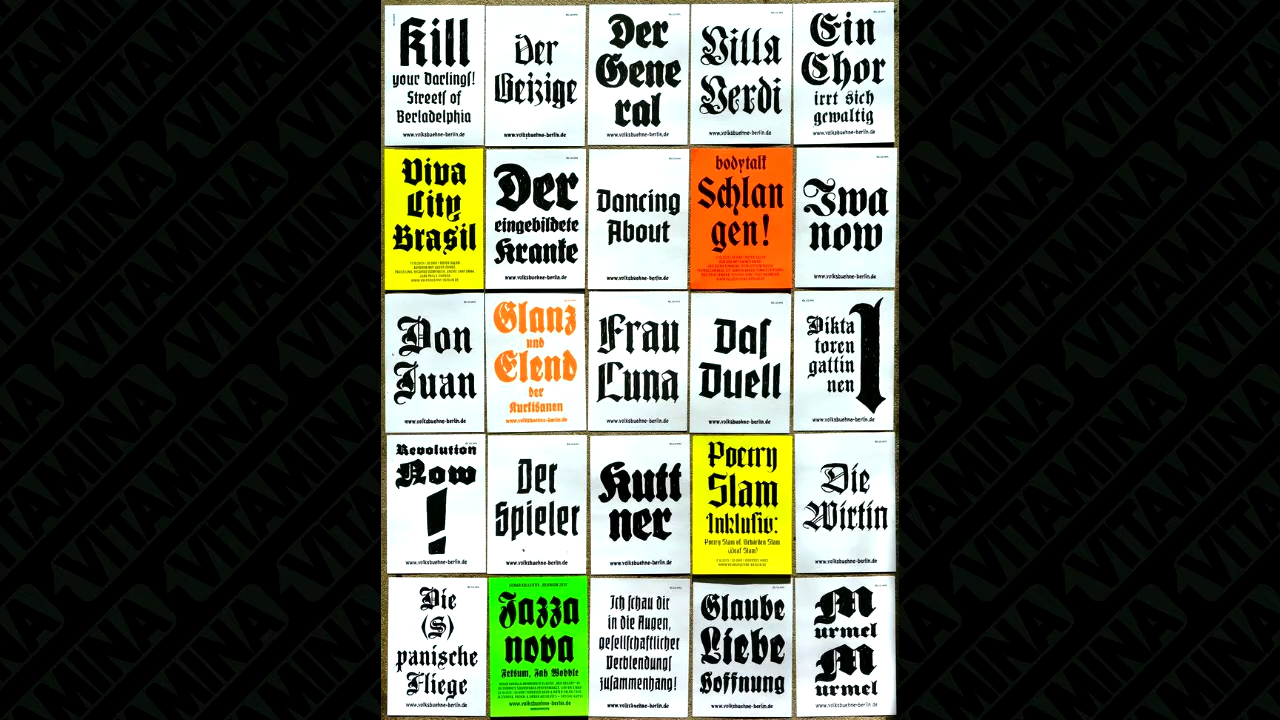 Kill
your Darlings!
Streets of
Berladelphia
www.volksbuehne-berlin.de
Der
Geizige
www.volksbuehne-berlin.de
Der
Gene
ral
www.volksbuehne-berlin.de
Villa
Verdi
www.volksbuehne-berlin.de
Ein
Chor
irrt sich
gewaltig
www.volksbuehne-berlin.de
Viva
City
Brasil
Der
eingebildete
Kranke
www.volksbuehne-berlin.de
Dancing
About
www.volksbuehne-berlin.de
bodytalk
Schlan
gen!
Iwa
now
www.volksbuehne-berlin.de
Don
Juan
www.volksbuehne-berlin.de
Glanz
und
Elend
der
Kurtisanen
www.volksbuehne-berlin.de
Frau
Luna
www.volksbuehne-berlin.de
Das
Duell
www.volksbuehne-berlin.de
Dikta
toren
gattin
nen
www.volksbuehne-berlin.de
Revolution
Now
!
www.volksbuehne-berlin.de
Der
Spieler
www.volksbuehne-berlin.de
Kutt
ner
www.volksbuehne-berlin.de
Poetry
Slam
Inklusiv:
Die
Wirtin
www.volksbuehne-berlin.de
Die
(S)
panische
Fliege
www.volksbuehne-berlin.de
Jazza
nova
Fettum, Jah Wobble
www.volksbuehne-berlin.de
Ich schau dir
in die Augen,
gesellschaftlicher
Verblendungs
zusammenhang!
www.volksbuehne-berlin.de
Glaube
Liebe
Hoffnung
www.volksbuehne-berlin.de
M
urmel
M
urmel
www.volksbuehne-berlin.de